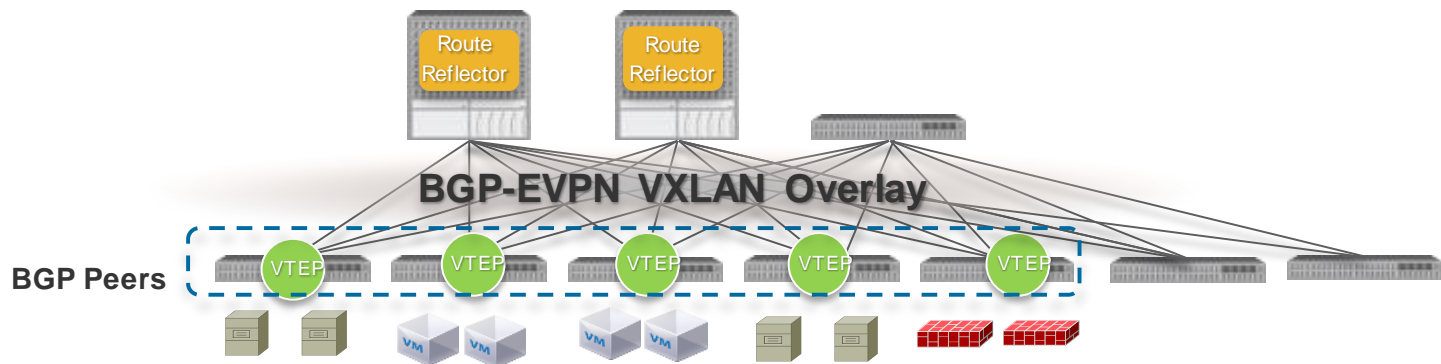 Route
Reflector
Route
Reflector
BGP-EVPN VXLAN Overlay
VTEP
VTEP
VTEP
VTEP
VTEP
BGP Peers
VM
VM
VM
VM